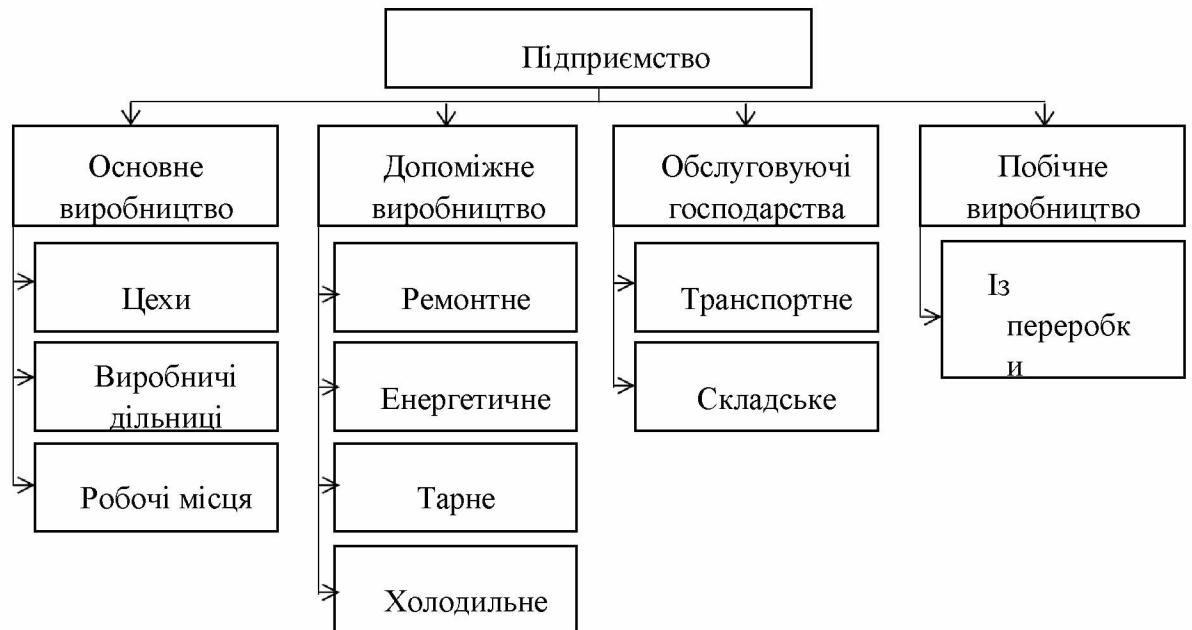 Підприємство
Основне
виробництво
Допоміжне
виробництво
Обслуговуючі
господарства
Побічне
виробництво
Цехи
Ремонтне
Транспортне
Із
переробк
и
Виробничі
дільниці
Енергетичне
Складське
Робочі місця
Тарне
Холодильне